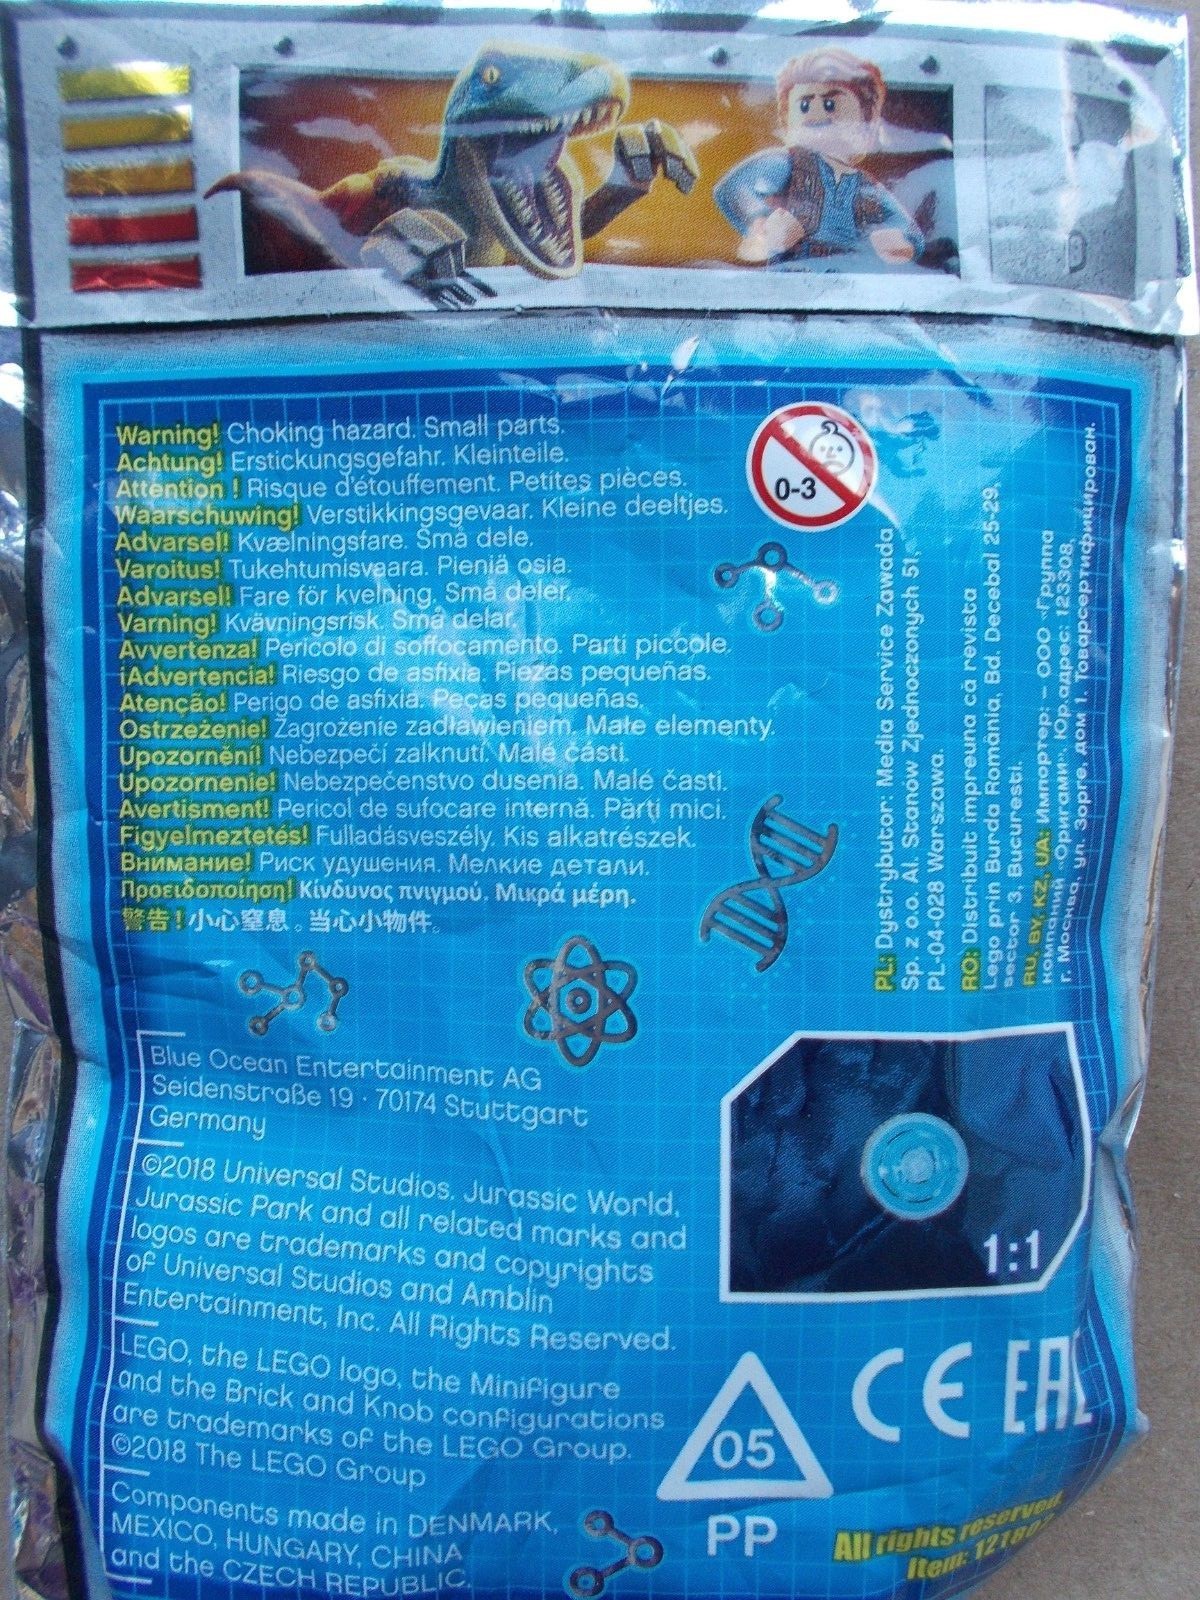 Warning! Choking hazard. Small parts.
Achtung! Erstickungsgefahr. Kleinteile.
Attention ! Risque d'étouffement. Petites pièces.
Waarschuwing! Verstikkingsgevaar. Kleine deeltjes.
Advarsel! Kvælningsfare. Små dele.
Varoitus! Tukehtumisvaara. Pieniä osia.
Advarsel! Fare för kvelning. Små deler.
Varning! Kvävningsrisk. Små delar.
Avvertenza! Pericolo di soffocamento. Parti piccole.
¡Advertencia! Riesgo de asfixia. Piezas pequeñas.
Atenção! Perigo de asfixia. Peças pequeñas.
Ostrzeżenie! Zagrożenie zadławieniem. Małe elementy.
Upozornění! Nebezpečí zalknutí. Malé části.
Upozornenie! Nebezpečenstvo dusenia. Malé časti.
Avertisment! Pericol de sufocare internă. Părți mici.
Figyelmeztetés! Fulladásveszély. Kis alkatrészek.
Внимание! Риск удушения. Мелкие детали.
Προειδοποίηση! Κίνδυνος πνιγμού. Μικρά μέρη.
警告！小心窒息。当心小物件。
0-3
PL: Dystrybutor: Media Service Zawada
Sp. z o.o. Al. Stanów Zjednoczonych 51,
PL-04-028 Warszawa.
RO: Distribuit împreuna că revista
Lego prin Burda România, Bd. Decebal 25-29,
sector 3, Bucuresti.
RU, BY, KZ, UA: Импортер: – ООО «Группа
компаний «Оригами». Юр.адрес: 123308,
г. Москва, ул. Зорге, дом 1. Товар сертифицирован.
Blue Ocean Entertainment AG
Seidenstraße 19 · 70174 Stuttgart
Germany
©2018 Universal Studios. Jurassic World,
Jurassic Park and all related marks and
logos are trademarks and copyrights
of Universal Studios and Amblin
Entertainment, Inc. All Rights Reserved.
LEGO, the LEGO logo, the Minifigure
and the Brick and Knob configurations
are trademarks of the LEGO Group.
©2018 The LEGO Group
Components made in DENMARK,
MEXICO, HUNGARY, CHINA
and the CZECH REPUBLIC.
1:1
CE EAC
05
PP
All rights reserved.
Item: